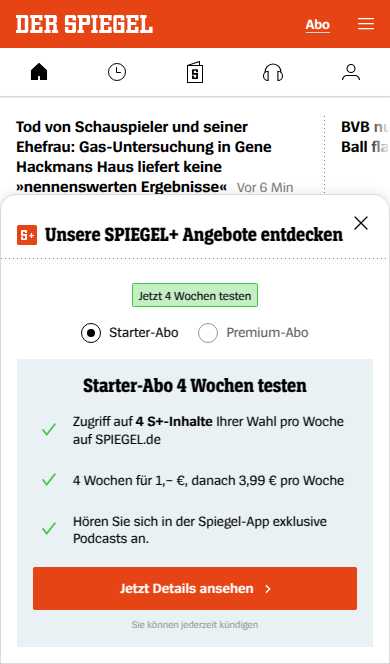 DER SPIEGEL
Abo
S
Tod von Schauspieler und seiner
Ehefrau: Gas-Untersuchung in Gene
Hackmans Haus liefert keine
»nennenswerten Ergebnisse« Vor 6 Min
BVB
Ball
S+ Unsere SPIEGEL+ Angebote entdecken
Jetzt 4 Wochen testen
Starter-Abo
Premium-Abo
Starter-Abo 4 Wochen testen
Zugriff auf 4 S+-Inhalte Ihrer Wahl pro Woche
auf SPIEGEL.de
4 Wochen für 1,– €, danach 3,99 € pro Woche
Hören Sie sich in der Spiegel-App exklusive
Podcasts an.
Jetzt Details ansehen
Sie können jederzeit kündigen